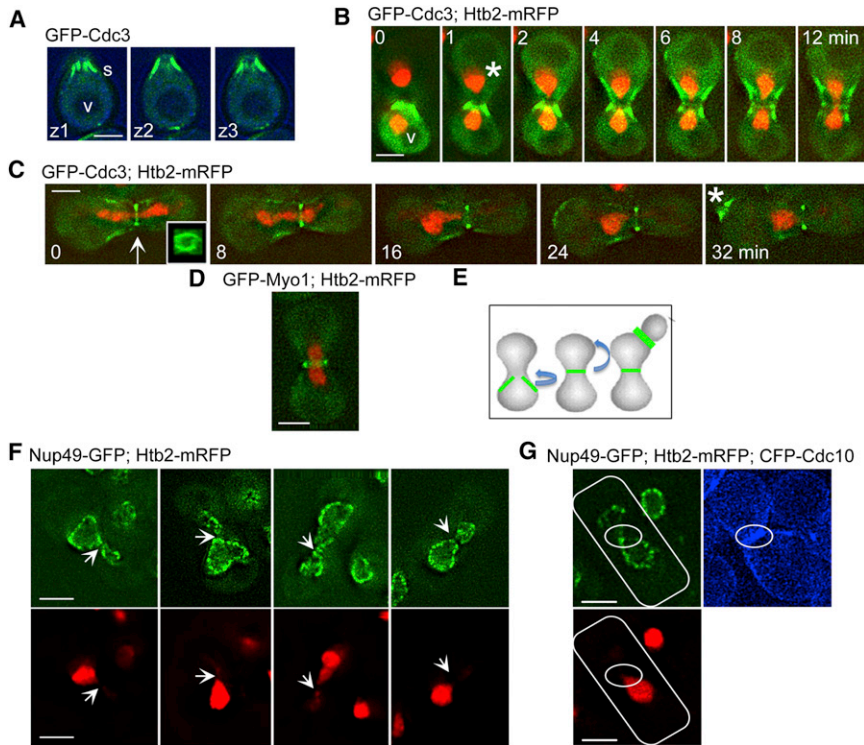 A
GFP-Cdc3
s
v
z1 z2 z3
B
GFP-Cdc3; Htb2-mRFP
0 1 2 4 6 8 12 min
*
v
C
GFP-Cdc3; Htb2-mRFP
*
0 8 16 24 32 min
D
GFP-Myo1; Htb2-mRFP
E
F
Nup49-GFP; Htb2-mRFP
G
Nup49-GFP; Htb2-mRFP; CFP-Cdc10